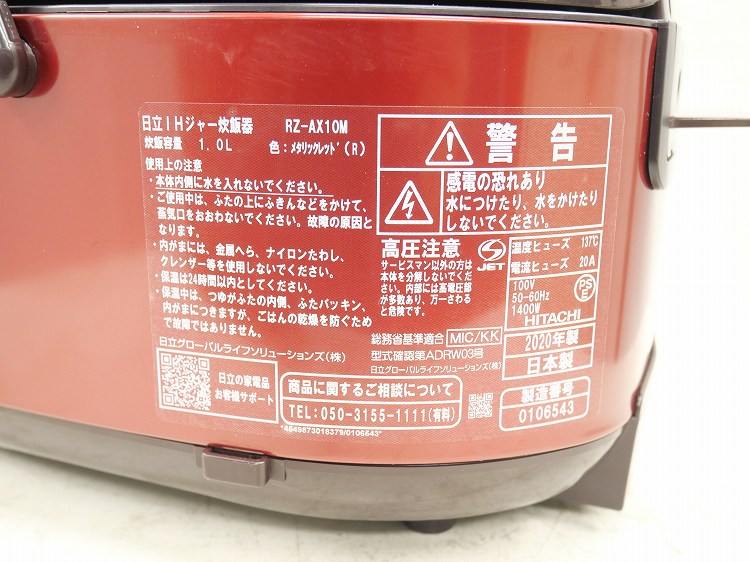 日立IHジャー炊飯器 RZ-AX10M
炊飯容量 1.0L 色:メタリックレッド(R)
使用上の注意
・本体内側に水を入れないでください。
・ご使用中は、ふたの上にふきんなどをかけて、
蒸気口をおおわないでください。故障の原因と
なります。
・内がまには、金属へら、ナイロンたわし、
クレンザー等を使用しないでください。
・保温は24時間以内としてください。
・保温中は、つゆがふたの内側、ふたパッキン、
内がまにつきますが、ごはんの乾燥を防ぐため
で故障ではありません。
日立グローバルライフソリューションズ(株)
警告
感電の恐れあり
水につけたり、水をかけたり
しないでください。
高圧注意
サービスマン以外の方は
本体を分解しないでくだ
さい。内部には高電圧部
が多数あり、万一さわると
危険です。
JET
温度ヒューズ 137℃
電流ヒューズ 20A
100V
50-60Hz
1400W
PSE
HITACHI
総務省基準適合 MIC/KK
型式確認第ADRW03号
日立グローバルライフソリューションズ(株)
2020年製
日本製
日立の家電品
お客様サポート
商品に関するご相談について
TEL:050-3155-1111(有料)
製造番号
0106543
*4549873018379/0106543*